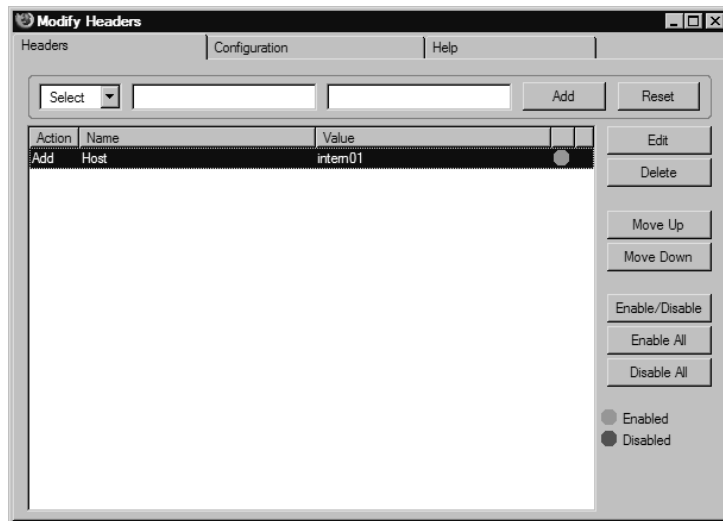 Modify Headers
Headers Configuration Help
Select Add Reset
Action Name Value
Add Host intern01
Edit
Delete
Move Up
Move Down
Enable/Disable
Enable All
Disable All
Enabled
Disabled